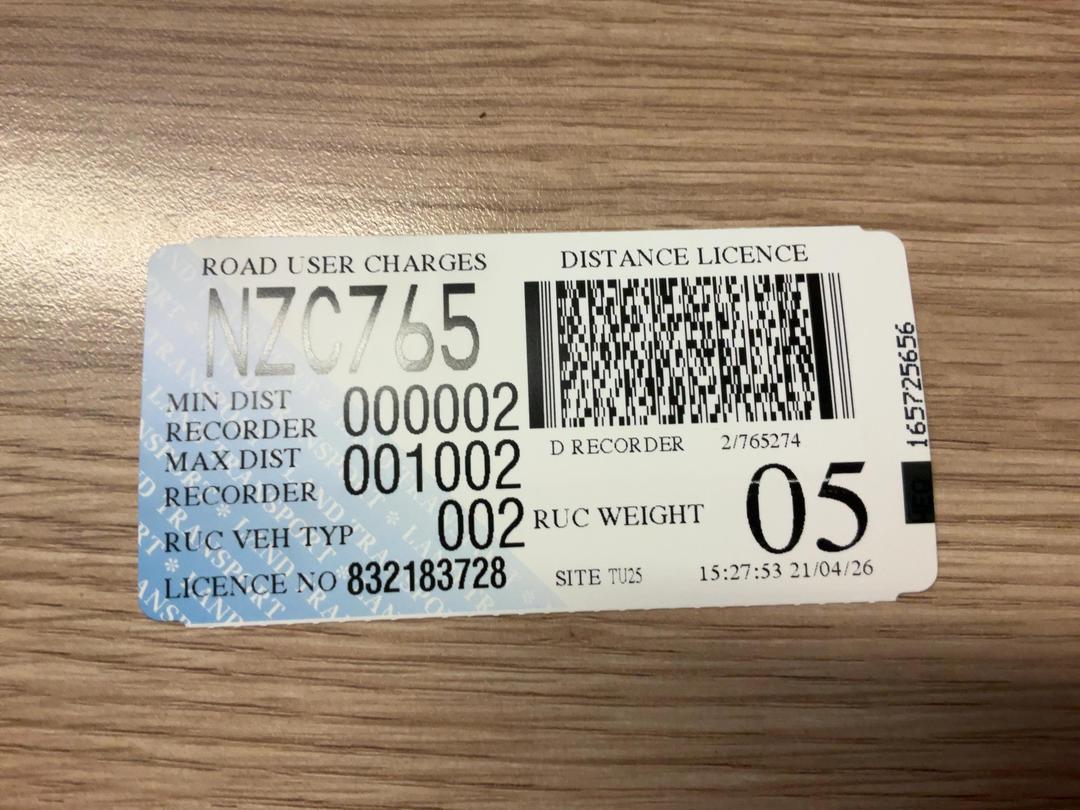 ROAD USER CHARGES
NZC765
MIN DIST
RECORDER 000002
MAX DIST
RECORDER 001002
RUC VEH TYP 002
LICENCE NO 832183728
DISTANCE LICENCE
D RECORDER 2/765274
RUC WEIGHT 05
SITE TU25 15:27:53 21/04/26
165725656